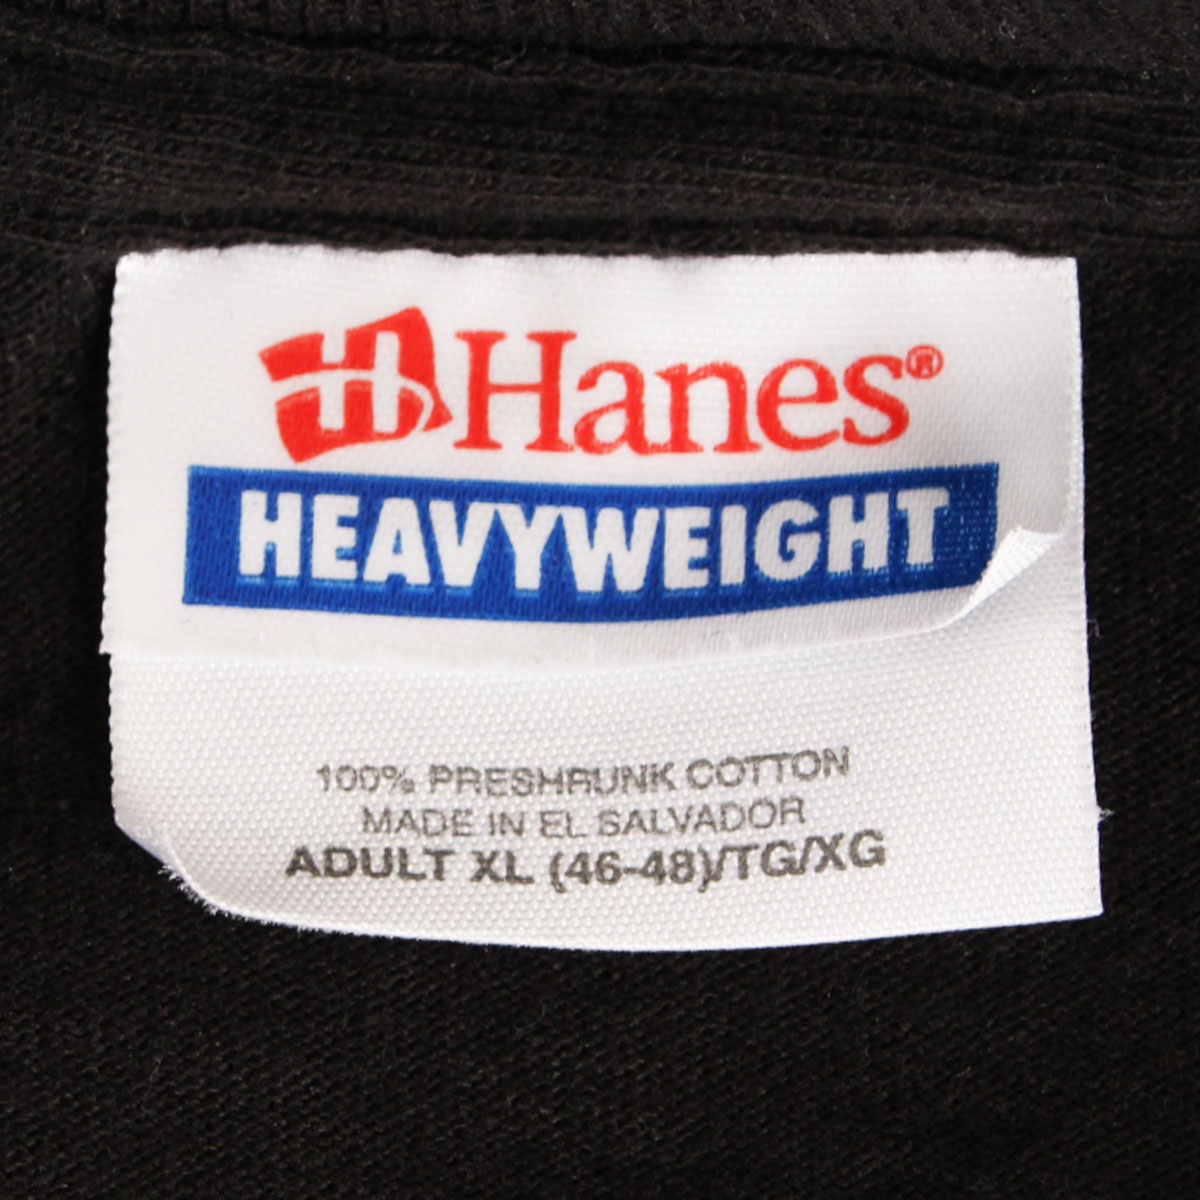 H Hanes®
HEAVYWEIGHT
100% PRESHRUNK COTTON
MADE IN EL SALVADOR
ADULT XL (46-48)/TG/XG